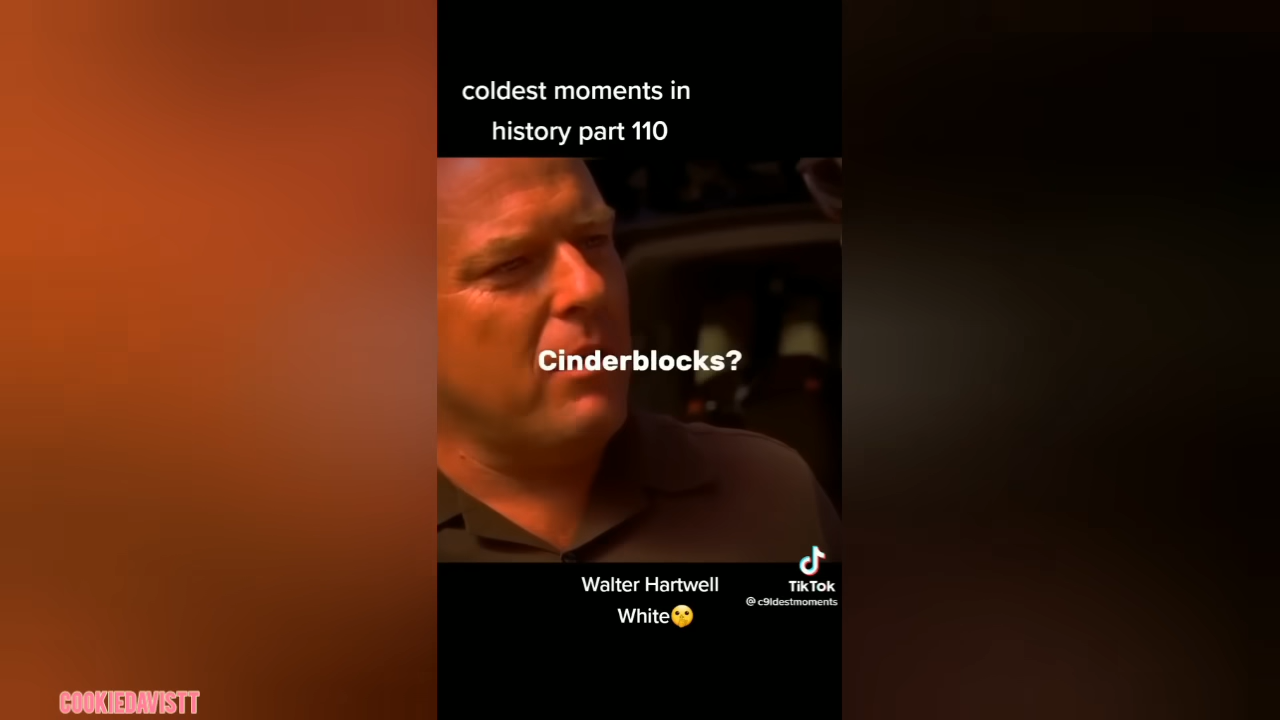 coldest moments in
history part 110
Cinderblocks?
Walter Hartwell
White🤫
TikTok
@c9ldestmoments
COOKIEDAVISTT